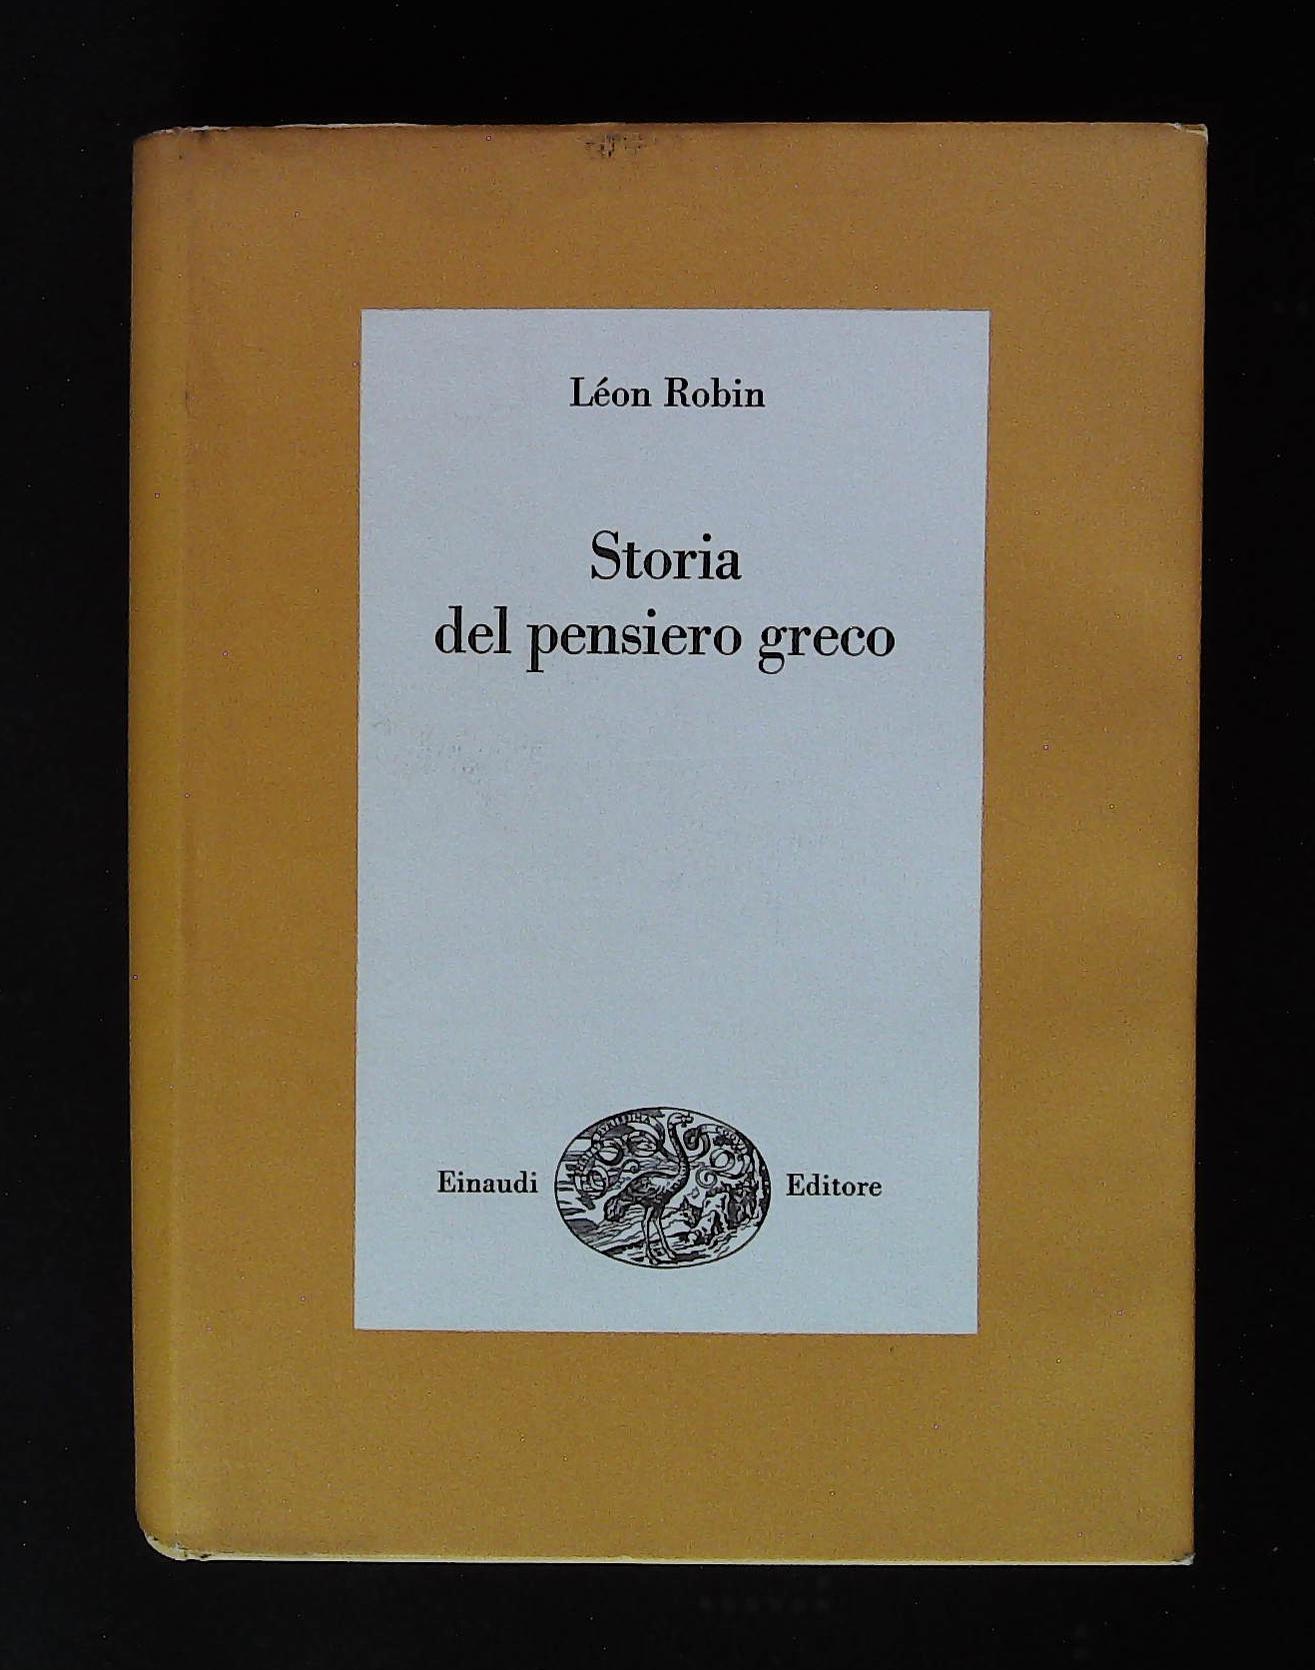 Léon Robin
Storia
del pensiero greco
Einaudi
Editore